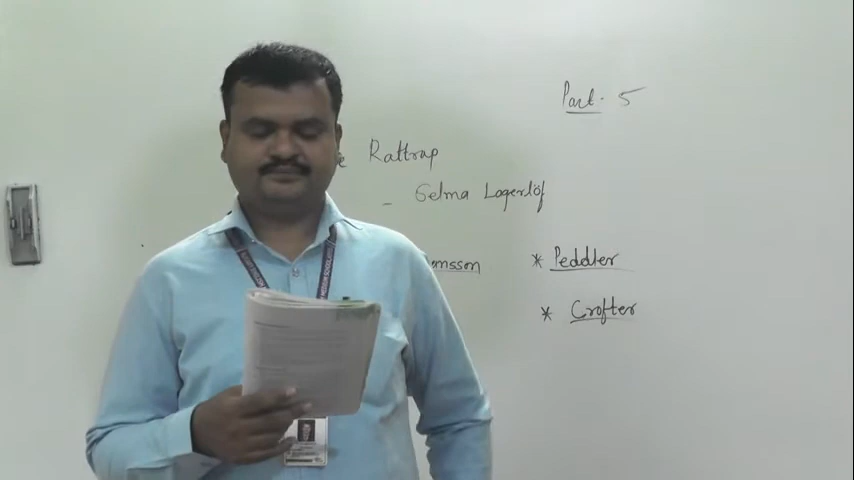 Part. 5
e Rattrap
- Selma Lagerlöf
msson * Peddler
* Crofter